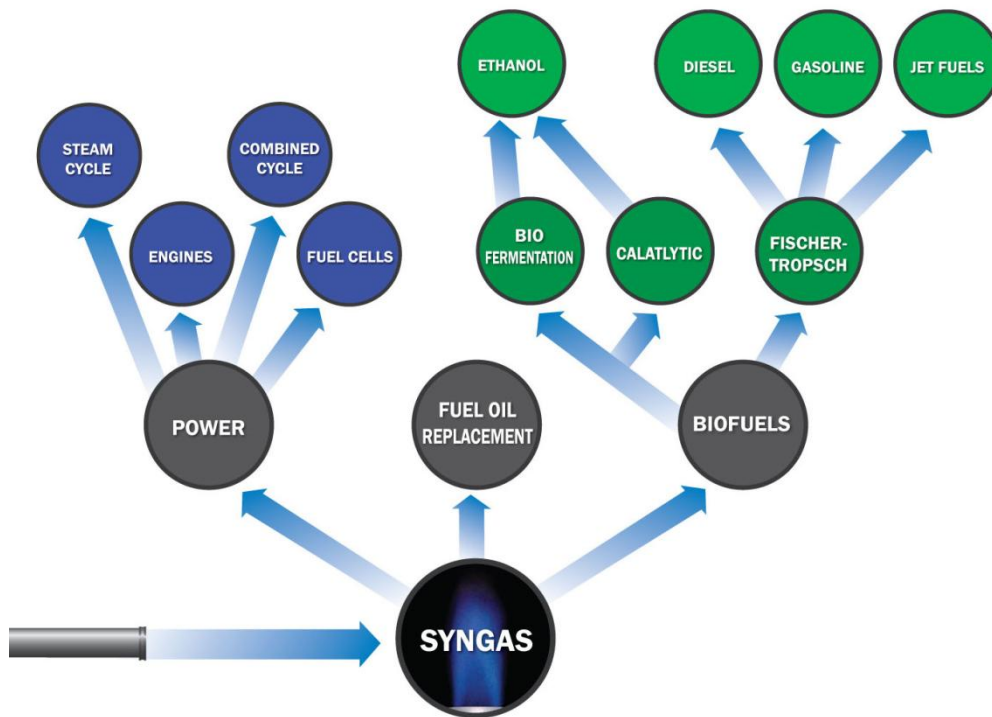 ETHANOL
DIESEL
GASOLINE
JET FUELS
STEAM
CYCLE
COMBINED
CYCLE
ENGINES
FUEL CELLS
BIO
FERMENTATION
CALATLYTIC
FISCHER-
TROPSCH
POWER
FUEL OIL
REPLACEMENT
BIOFUELS
SYNGAS